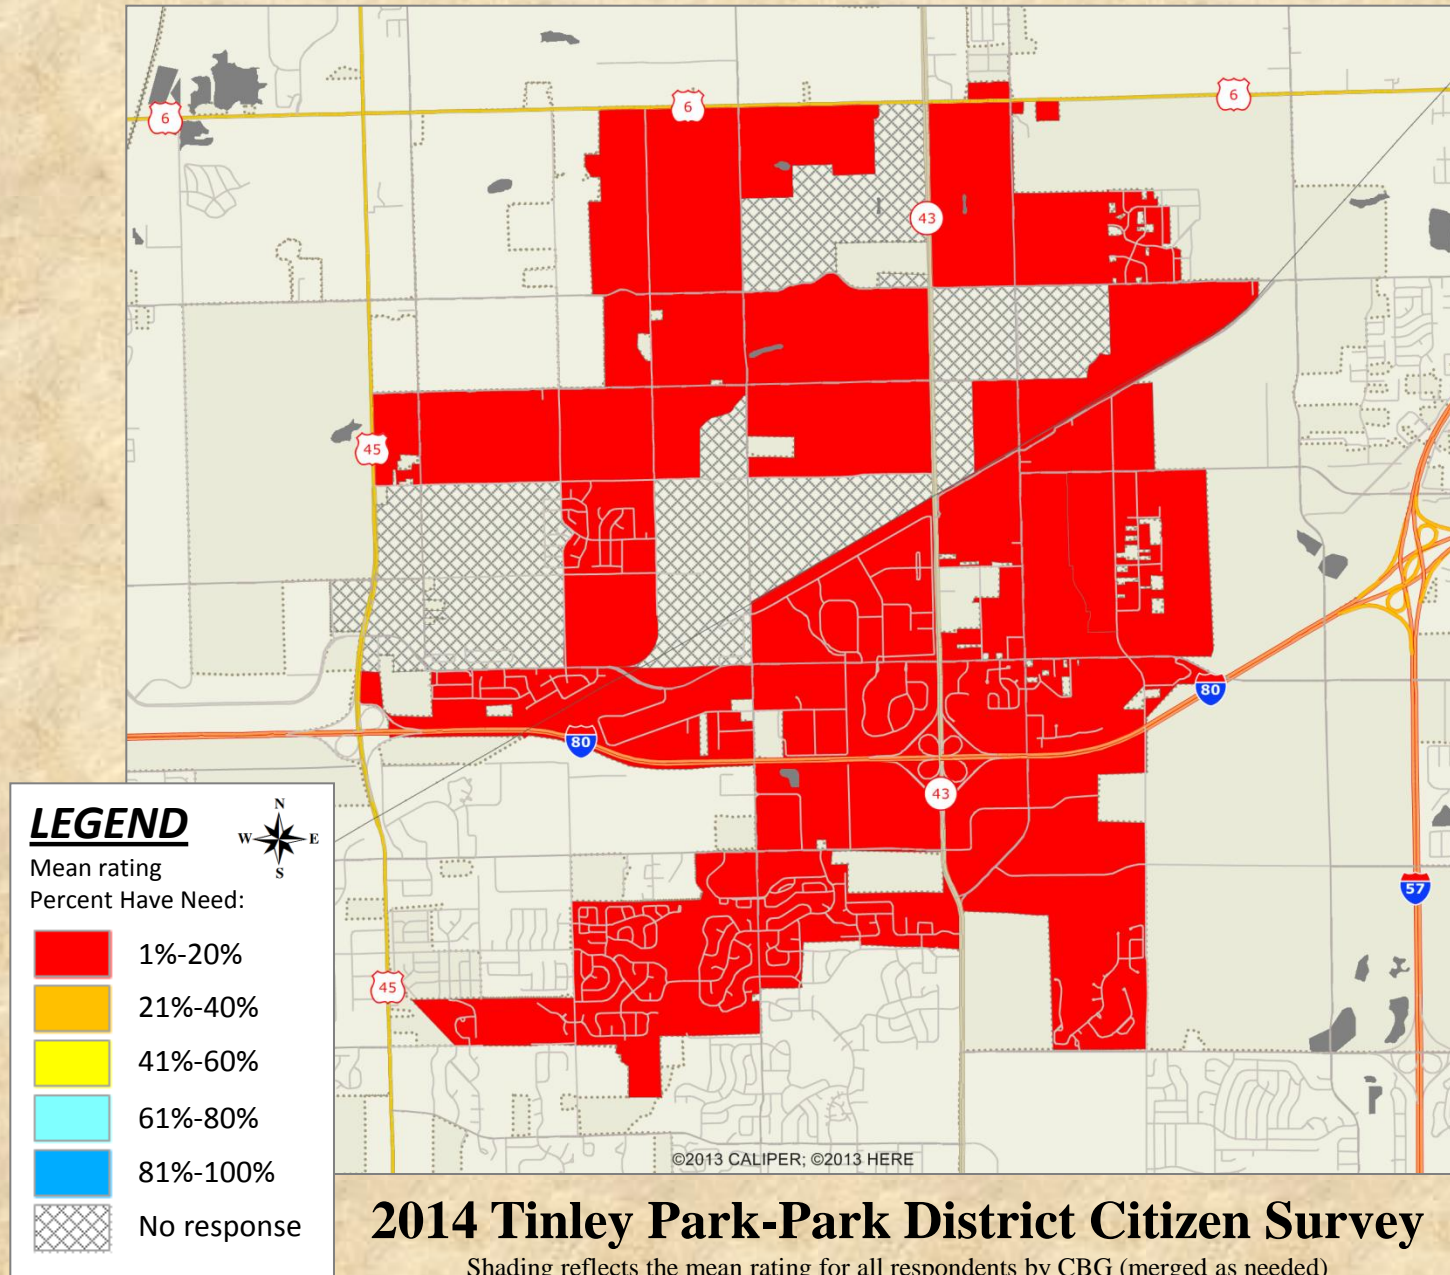 6
6
6
43
45
80
80
43
57
45
LEGEND
N
W E
S
Mean rating
Percent Have Need:
1%-20%
21%-40%
41%-60%
61%-80%
81%-100%
No response
©2013 CALIPER; ©2013 HERE
2014 Tinley Park-Park District Citizen Survey
Shading reflects the mean rating for all respondents by CBG (merged as needed)